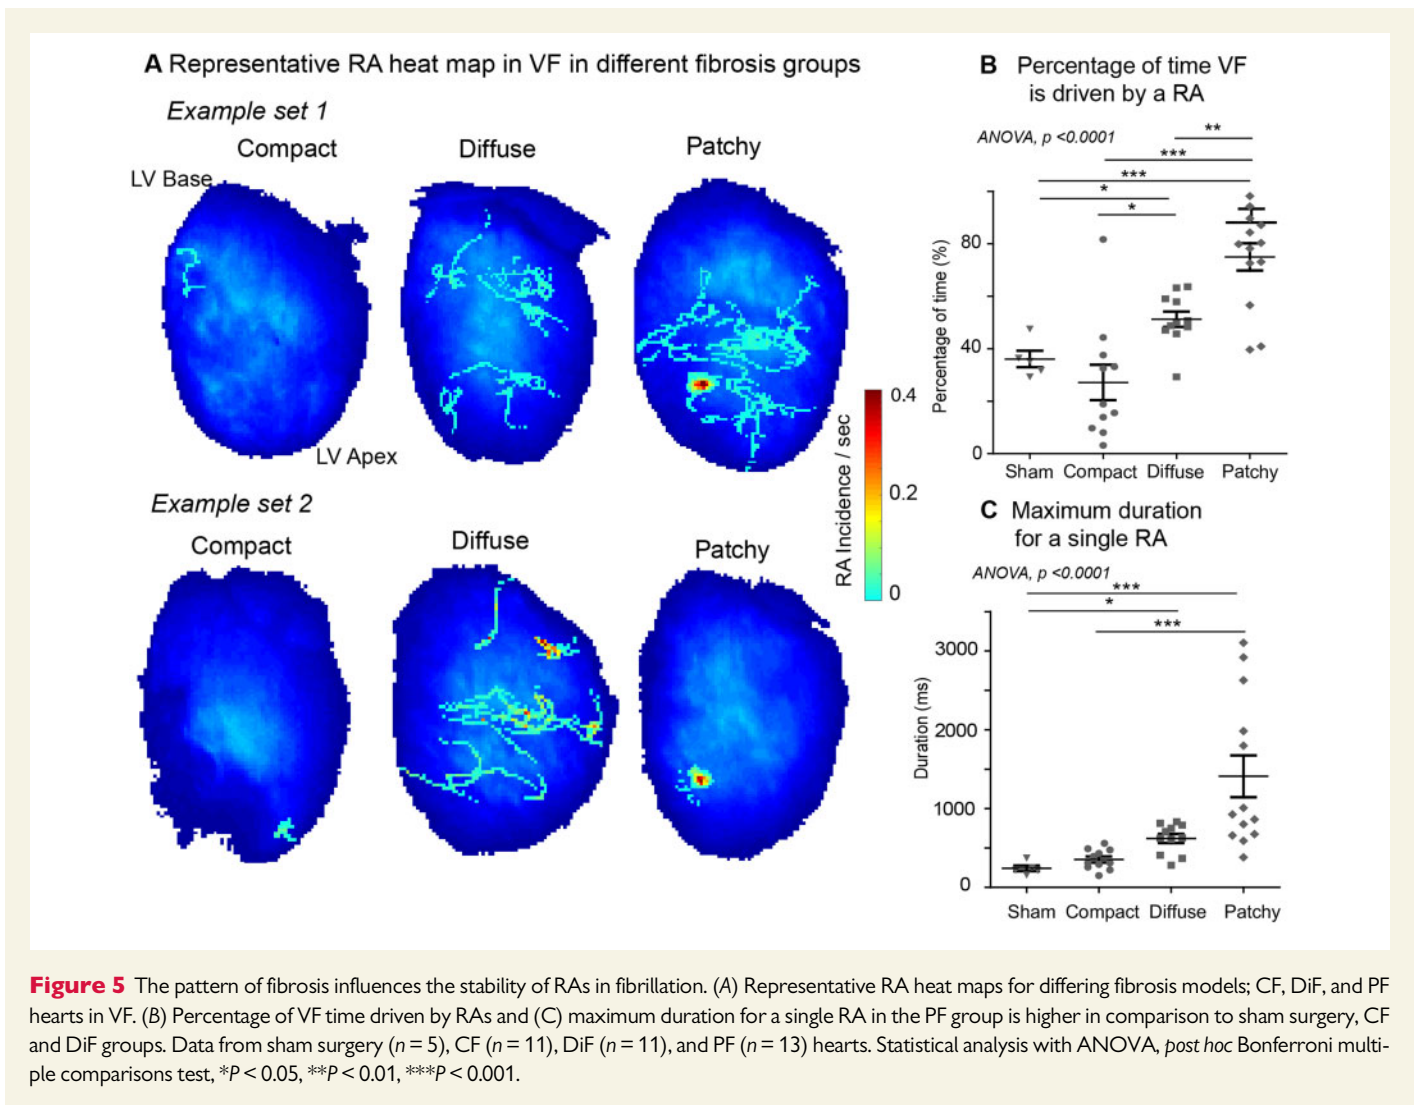 A Representative RA heat map in VF in different fibrosis groups
Example set 1
Compact
Diffuse
Patchy
LV Base
LV Apex
RA Incidence / sec
0.4
0.2
0
Example set 2
Compact
Diffuse
Patchy
B Percentage of time VF
is driven by a RA
ANOVA, p <0.0001
**
***
***
*
*
Percentage of time (%)
80
40
0
Sham Compact Diffuse Patchy
C Maximum duration
for a single RA
ANOVA, p <0.0001
***
*
***
Duration (ms)
3000
2000
1000
0
Sham Compact Diffuse Patchy
Figure 5 The pattern of fibrosis influences the stability of RAs in fibrillation. (A) Representative RA heat maps for differing fibrosis models; CF, DiF, and PF
hearts in VF. (B) Percentage of VF time driven by RAs and (C) maximum duration for a single RA in the PF group is higher in comparison to sham surgery, CF
and DiF groups. Data from sham surgery (n = 5), CF (n = 11), DiF (n = 11), and PF (n = 13) hearts. Statistical analysis with ANOVA, post hoc Bonferroni multi-
ple comparisons test, *P < 0.05, **P < 0.01, ***P < 0.001.